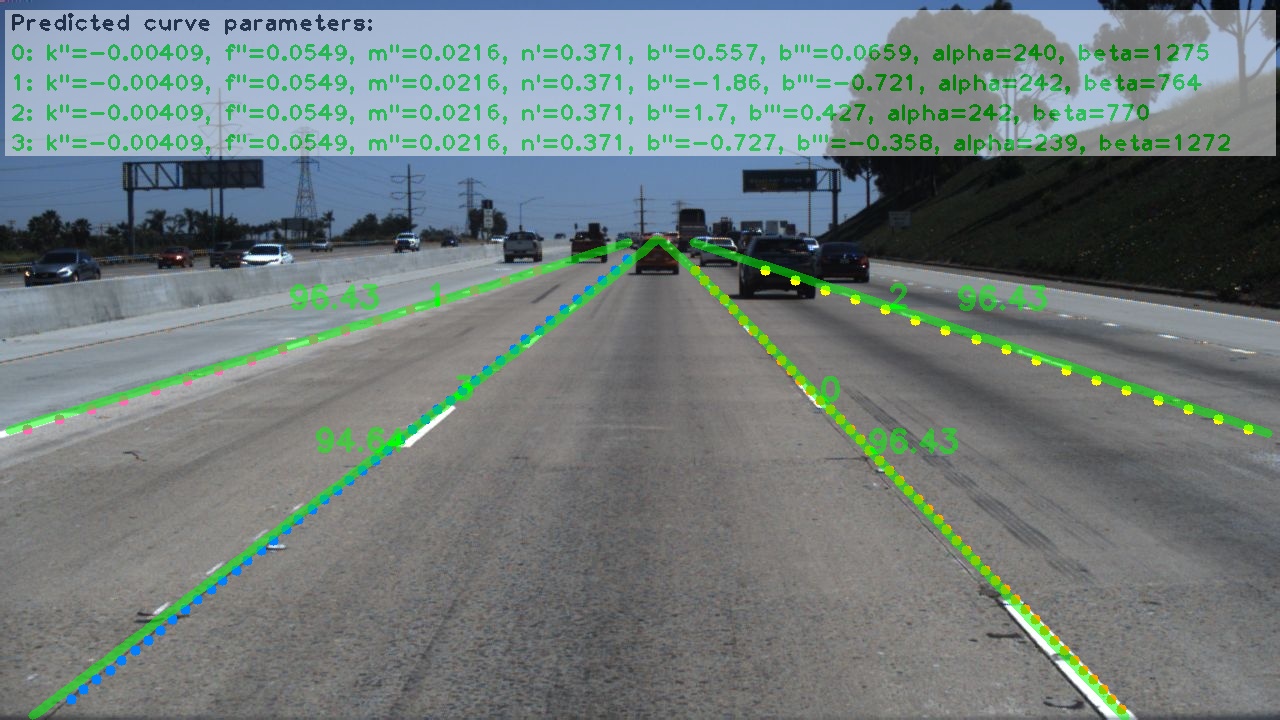 Predicted curve parameters:
0: k''=-0.00409, f''=0.0549, m''=0.0216, n'=0.371, b''=0.557, b'''=0.0659, alpha=240, beta=1275
1: k''=-0.00409, f''=0.0549, m''=0.0216, n'=0.371, b''=-1.86, b'''=-0.721, alpha=242, beta=764
2: k''=-0.00409, f''=0.0549, m''=0.0216, n'=0.371, b''=1.7, b'''=0.427, alpha=242, beta=770
3: k''=-0.00409, f''=0.0549, m''=0.0216, n'=0.371, b''=-0.727, b'''=-0.358, alpha=239, beta=1272
96.43 1 2 96.43
3 0
94.64 96.43